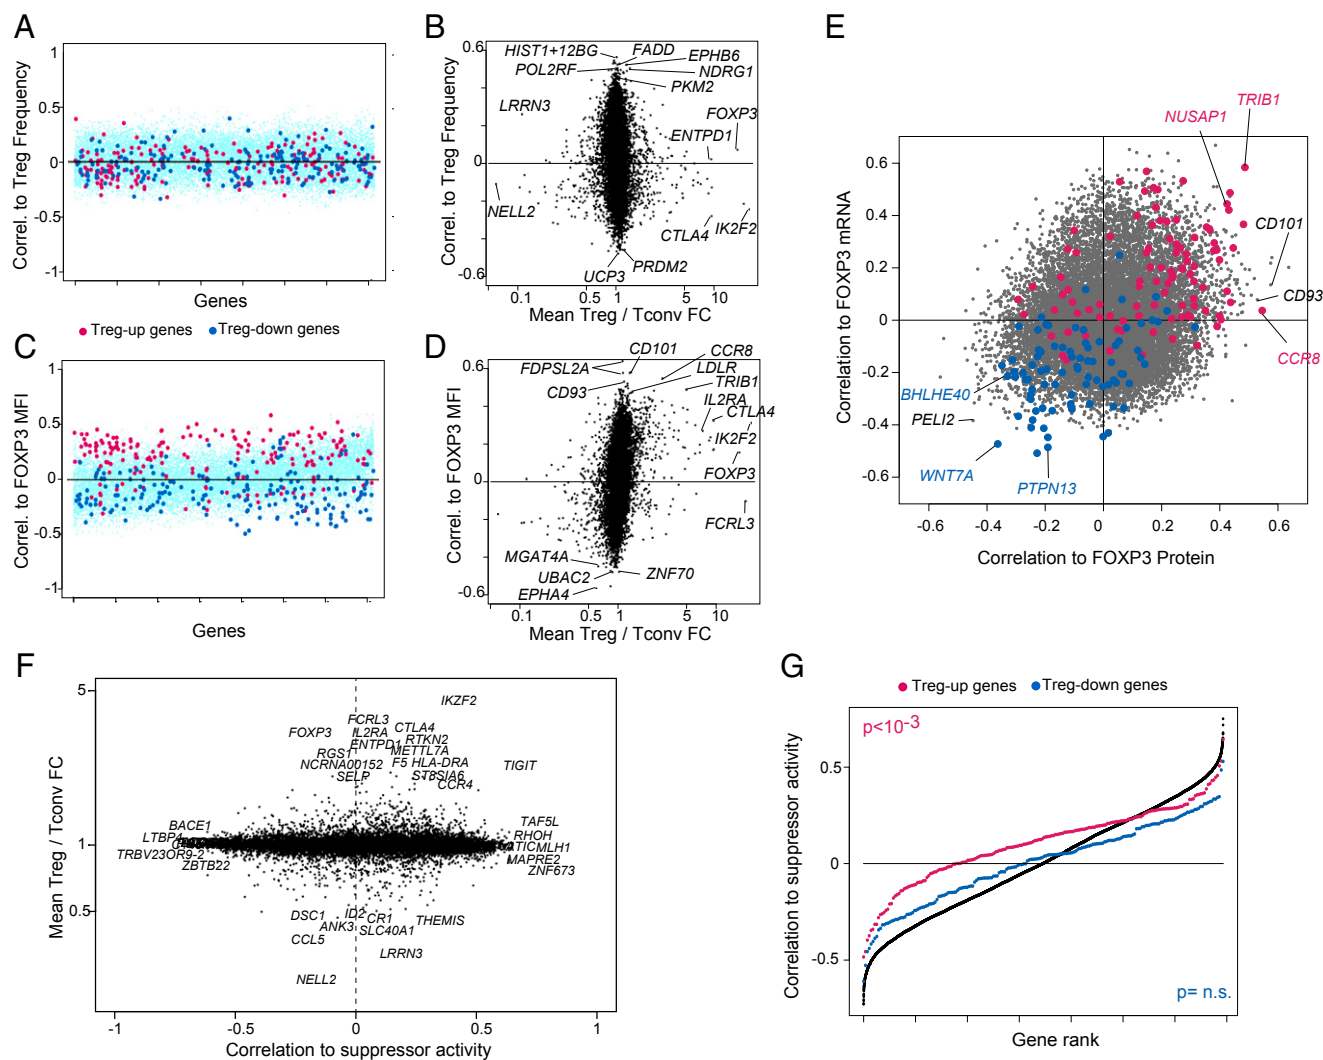 A
1
0.5
0
-0.5
-1
Correl. to Treg Frequency
Genes
Treg-up genes
Treg-down genes
B
0.6
0
-0.6
Correl. to Treg Frequency
HIST1+12BG
FADD
EPHB6
POL2RF
NDRG1
PKM2
LRRN3
FOXP3
ENTPD1
NELL2
CTLA4
IK2F2
PRDM2
UCP3
0.1
0.5
1
5
10
Mean Treg / Tconv FC
C
1
0.5
0
-0.5
-1
Correl. to FOXP3 MFI
Genes
D
0.6
0
-0.6
Correl. to FOXP3 MFI
CD101
CCR8
FDPSL2A
LDLR
CD93
TRIB1
IL2RA
CTLA4
IK2F2
FOXP3
FCRL3
MGAT4A
UBAC2
ZNF70
EPHA4
0.1
0.5
1
5
10
Mean Treg / Tconv FC
E
TRIB1
NUSAP1
CD101
CD93
CCR8
BHLHE40
PELI2
WNT7A
PTPN13
0.6
0.4
0.2
0
-0.2
-0.4
-0.6
Correlation to FOXP3 mRNA
-0.6
-0.4
-0.2
0
0.2
0.4
0.6
Correlation to FOXP3 Protein
F
5
1
0.5
Mean Treg / Tconv FC
IKZF2
FCRL3
FOXP3
IL2RA
CTLA4
ENTPD1
RTKN2
RGS1
METTL7A
NCRNA00152
F5
HLA-DRA
TIGIT
SELP
ST8SIA6
CCR4
BACE1
TAF5L
LTBP4
RHOH
ATIC
MLH1
TRBV23OR9-2
MAPRE2
ZBTB22
ZNF673
DSC1
ID2
CR1
THEMIS
ANK3
SLC40A1
CCL5
LRRN3
NELL2
-1
-0.5
0
0.5
1
Correlation to suppressor activity
G
Treg-up genes
Treg-down genes
p<10-3
0.5
0
-0.5
Correlation to suppressor activity
p= n.s.
Gene rank